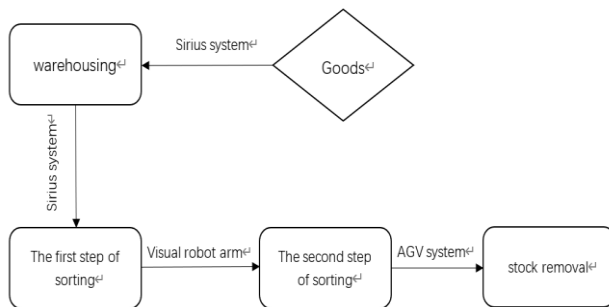 Sirius system↵
warehousing↵
Goods↵
Sirius system↵
The first step of
sorting↵
Visual robot arm↵
The second step
of sorting↵
AGV system↵
stock removal↵